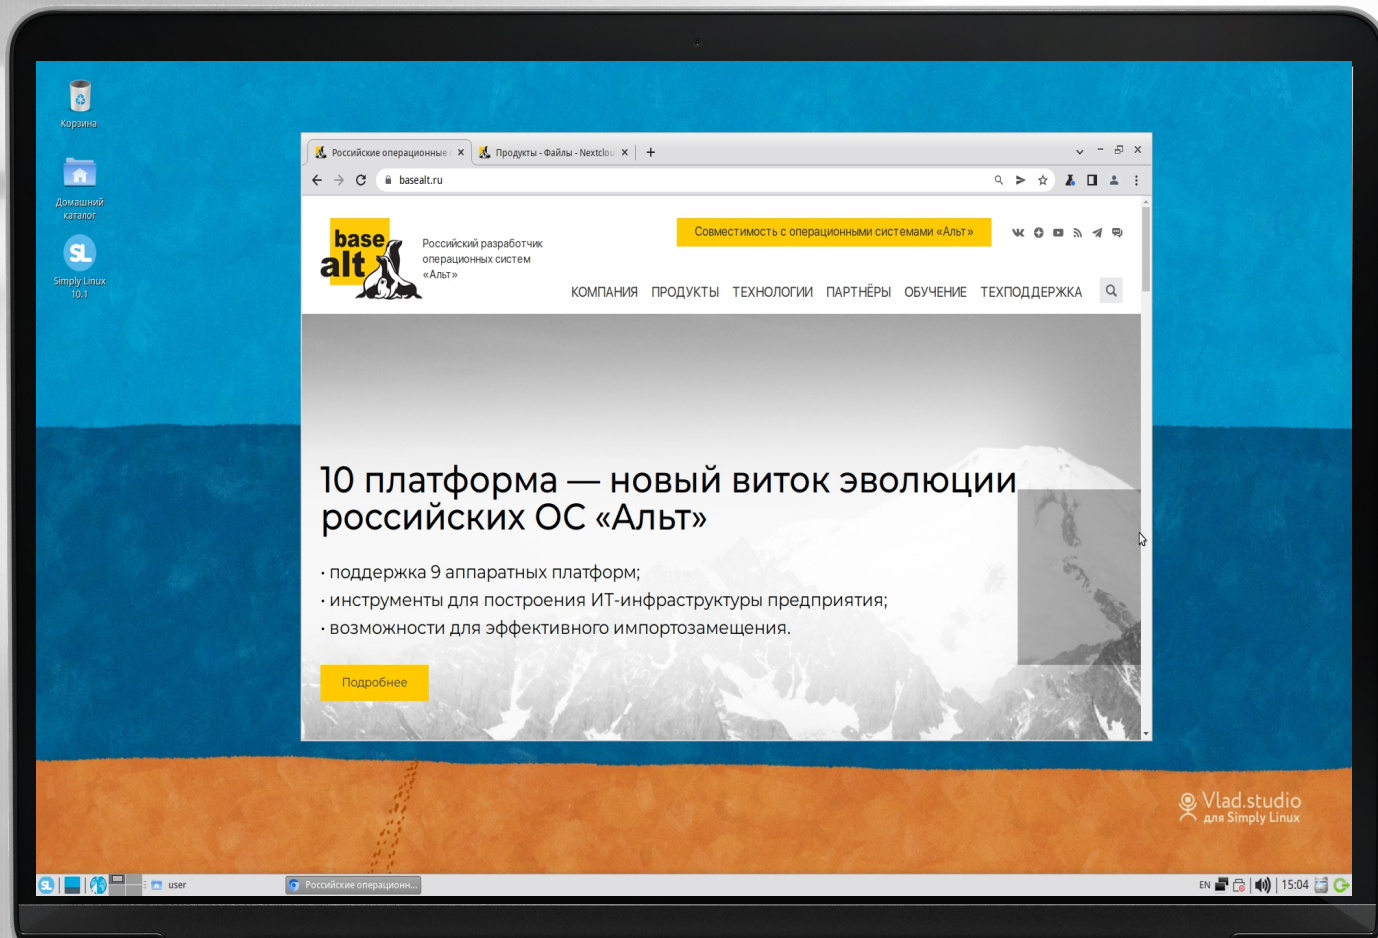 Корзина
Домашний
каталог
SL
Simply Linux
10.1
Российские операционные
Продукты - Файлы - Nextclou
basealt.ru
base
alt
Российский разработчик
операционных систем
«Альт»
Совместимость с операционными системами «Альт»
КОМПАНИЯ ПРОДУКТЫ ТЕХНОЛОГИИ ПАРТНЁРЫ ОБУЧЕНИЕ ТЕХПОДДЕРЖКА
10 платформа — новый виток эволюции
российских ОС «Альт»
· поддержка 9 аппаратных платформ;
· инструменты для построения ИТ-инфраструктуры предприятия;
· возможности для эффективного импортозамещения.
Подробнее
Vlad.studio
для Simply Linux
SL
user
Российские операционн...
EN
15:04